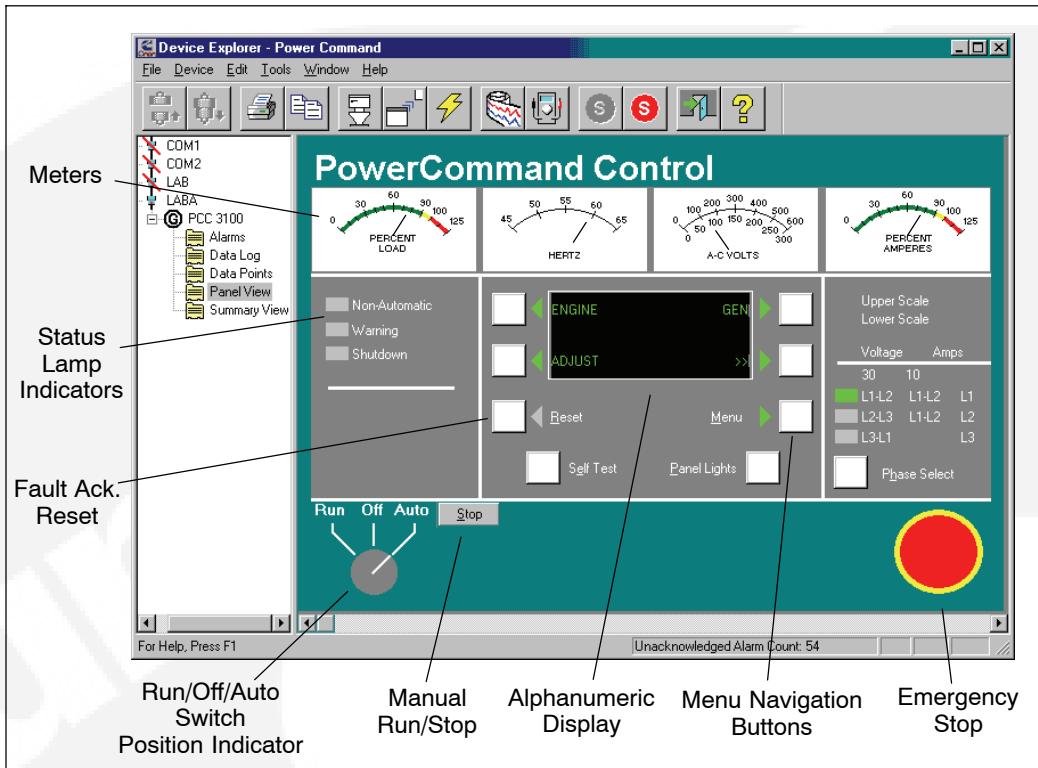 Device Explorer - Power Command
File Device Edit Tools Window Help
COM1
COM2
LAB
LABA
PCC 3100
Alarms
Data Log
Data Points
Panel View
Summary View
PowerCommand Control
0 30 60 90 100 125
PERCENT
LOAD
45 50 55 60 65
HERTZ
0 100 200 300 400 500 600
0 50 100 150 200 250 300
A-C VOLTS
0 30 60 90 100 125
PERCENT
AMPERES
Non-Automatic
Warning
Shutdown
ENGINE GEN
ADJUST >>
Reset Menu
Self Test Panel Lights
Upper Scale
Lower Scale
Voltage Amps
30 10
L1-L2 L1-L2 L1
L2-L3 L1-L2 L2
L3-L1 L3
Phase Select
Run Off Auto
Stop
For Help, Press F1
Unacknowledged Alarm Count: 54
Meters
Status
Lamp
Indicators
Fault Ack.
Reset
Run/Off/Auto
Switch
Position Indicator
Manual
Run/Stop
Alphanumeric
Display
Menu Navigation
Buttons
Emergency
Stop